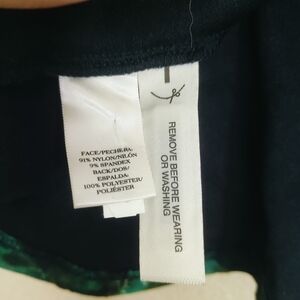 FACE/PECHERA
91% NYLON/NILÓN
9% SPANDEX
BACK/DOS/
ESPALDA
100% POLYESTER/
POLIÉSTER
REMOVE BEFORE WEARING
OR WASHING